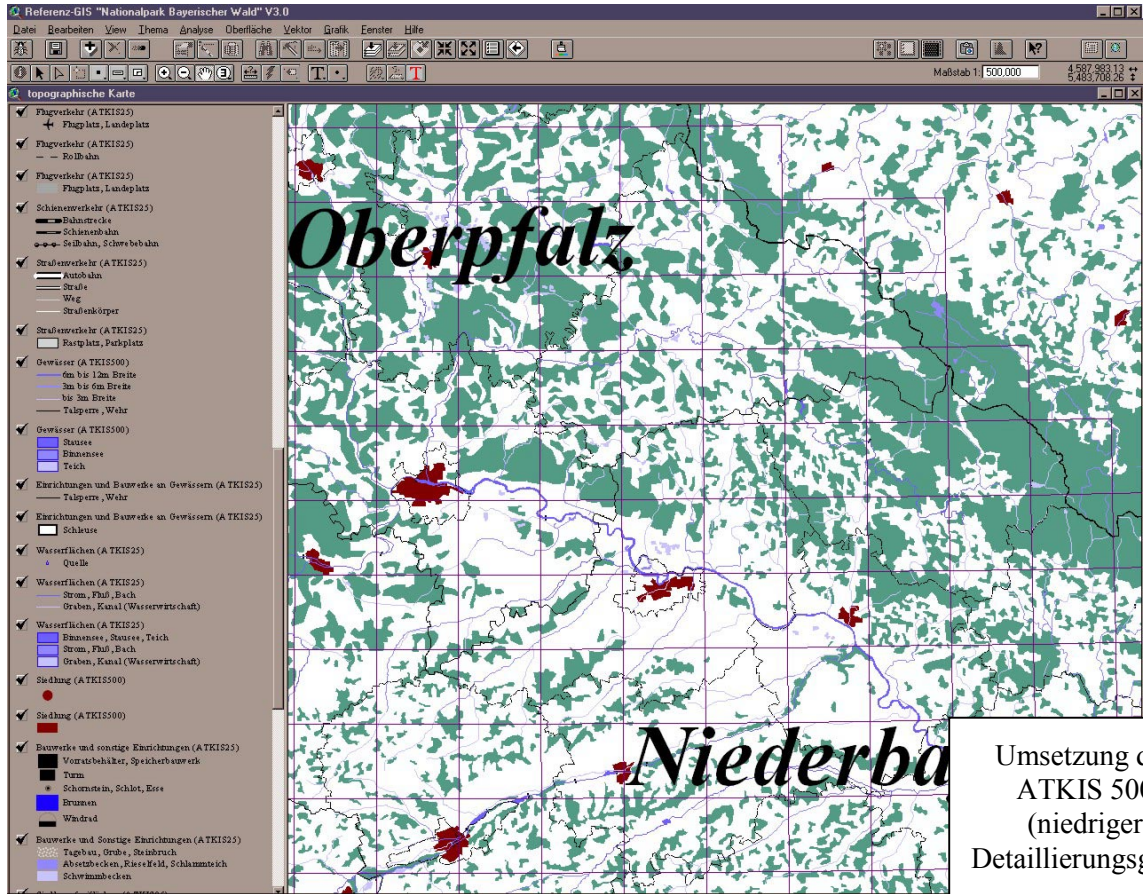 Referenz-GIS "Nationalpark Bayerischer Wald" V3.0
Datei Bearbeiten View Thema Analyse Oberfläche Vektor Grafik Fenster Hilfe
Maßstab 1: 500,000
4.587,983.13
5,483,708.26
topographische Karte
Flugverkehr (ATKIS25)
Flugplatz, Landeplatz
Flugverkehr (ATKIS25)
Rollbahn
Flugverkehr (ATKIS25)
Flugplatz, Landeplatz
Schienenverkehr (ATKIS25)
Bahnstrecke
Schienenbahn
Seilbahn, Schwebebahn
Straßenverkehr (ATKIS25)
Autobahn
Straße
Weg
Straßenkörper
Straßenverkehr (ATKIS25)
Rastplatz, Parkplatz
Gewässer (ATKIS500)
6m bis 12m Breite
3m bis 6m Breite
bis 3m Breite
Talsperre, Wehr
Gewässer (ATKIS500)
Stausee
Binnensee
Teich
Einrichtungen und Bauwerke an Gewässern (ATKIS25)
Talsperre, Wehr
Einrichtungen und Bauwerke an Gewässern (ATKIS25)
Schleuse
Wasserflächen (ATKIS25)
Quelle
Wasserflächen (ATKIS25)
Strom, Fluß, Bach
Graben, Kanal (Wasserwirtschaft)
Wasserflächen (ATKIS25)
Binnensee, Stausee, Teich
Strom, Fluß, Bach
Graben, Kanal (Wasserwirtschaft)
Siedlung (ATKIS500)
Siedlung (ATKIS500)
Bauwerke und sonstige Einrichtungen (ATKIS25)
Vorratsbehälter, Speicherbauwerk
Turm
Schornstein, Schlot, Esse
Brunnen
Windrad
Bauwerke und Sonstige Einrichtungen (ATKIS25)
Tagebau, Grube, Steinbruch
Absetzbecken, Rieselfeld, Schlammteich
Schwimmbecken
Oberpfalz
Niederba
Umsetzung d
ATKIS 500
(niedriger
Detaillierungsg